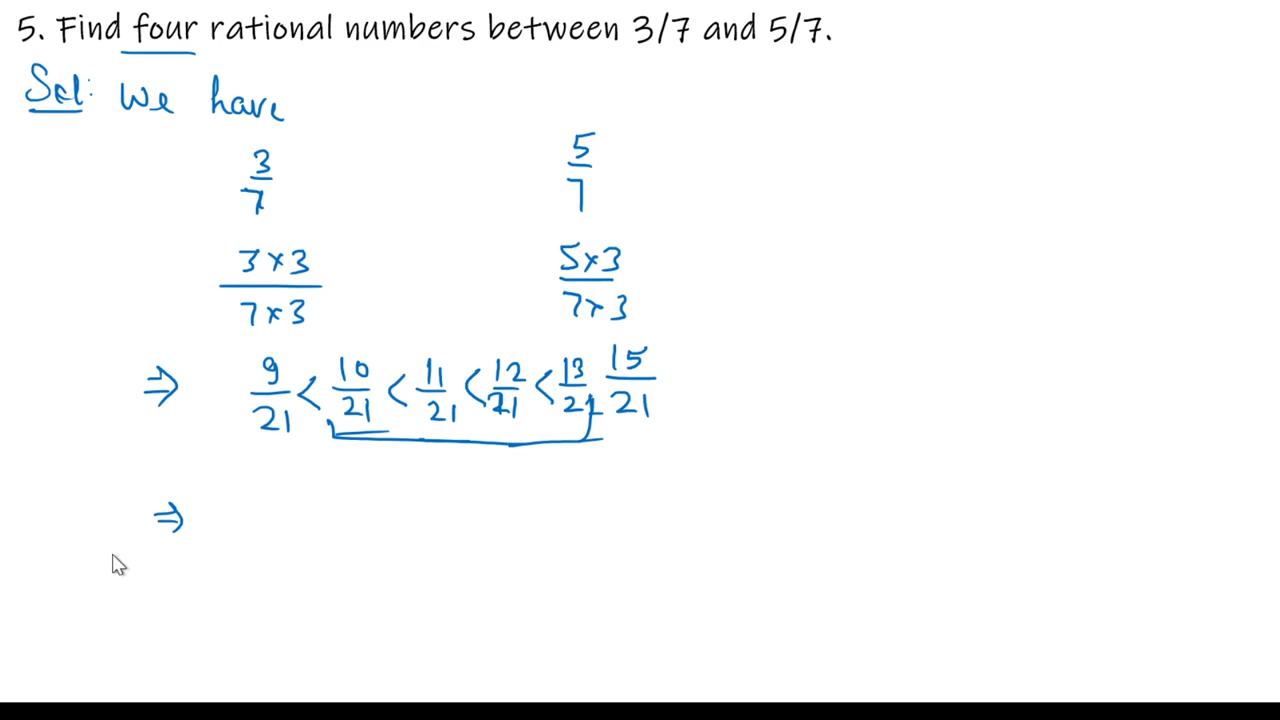 5. Find four rational numbers between 3/7 and 5/7.
Sol: We have
3/7 5/7
3×3/7×3 5×3/7×3
⇒ 9/21 < 10/21 < 11/21 < 12/21 < 13/21 15/21
⇒